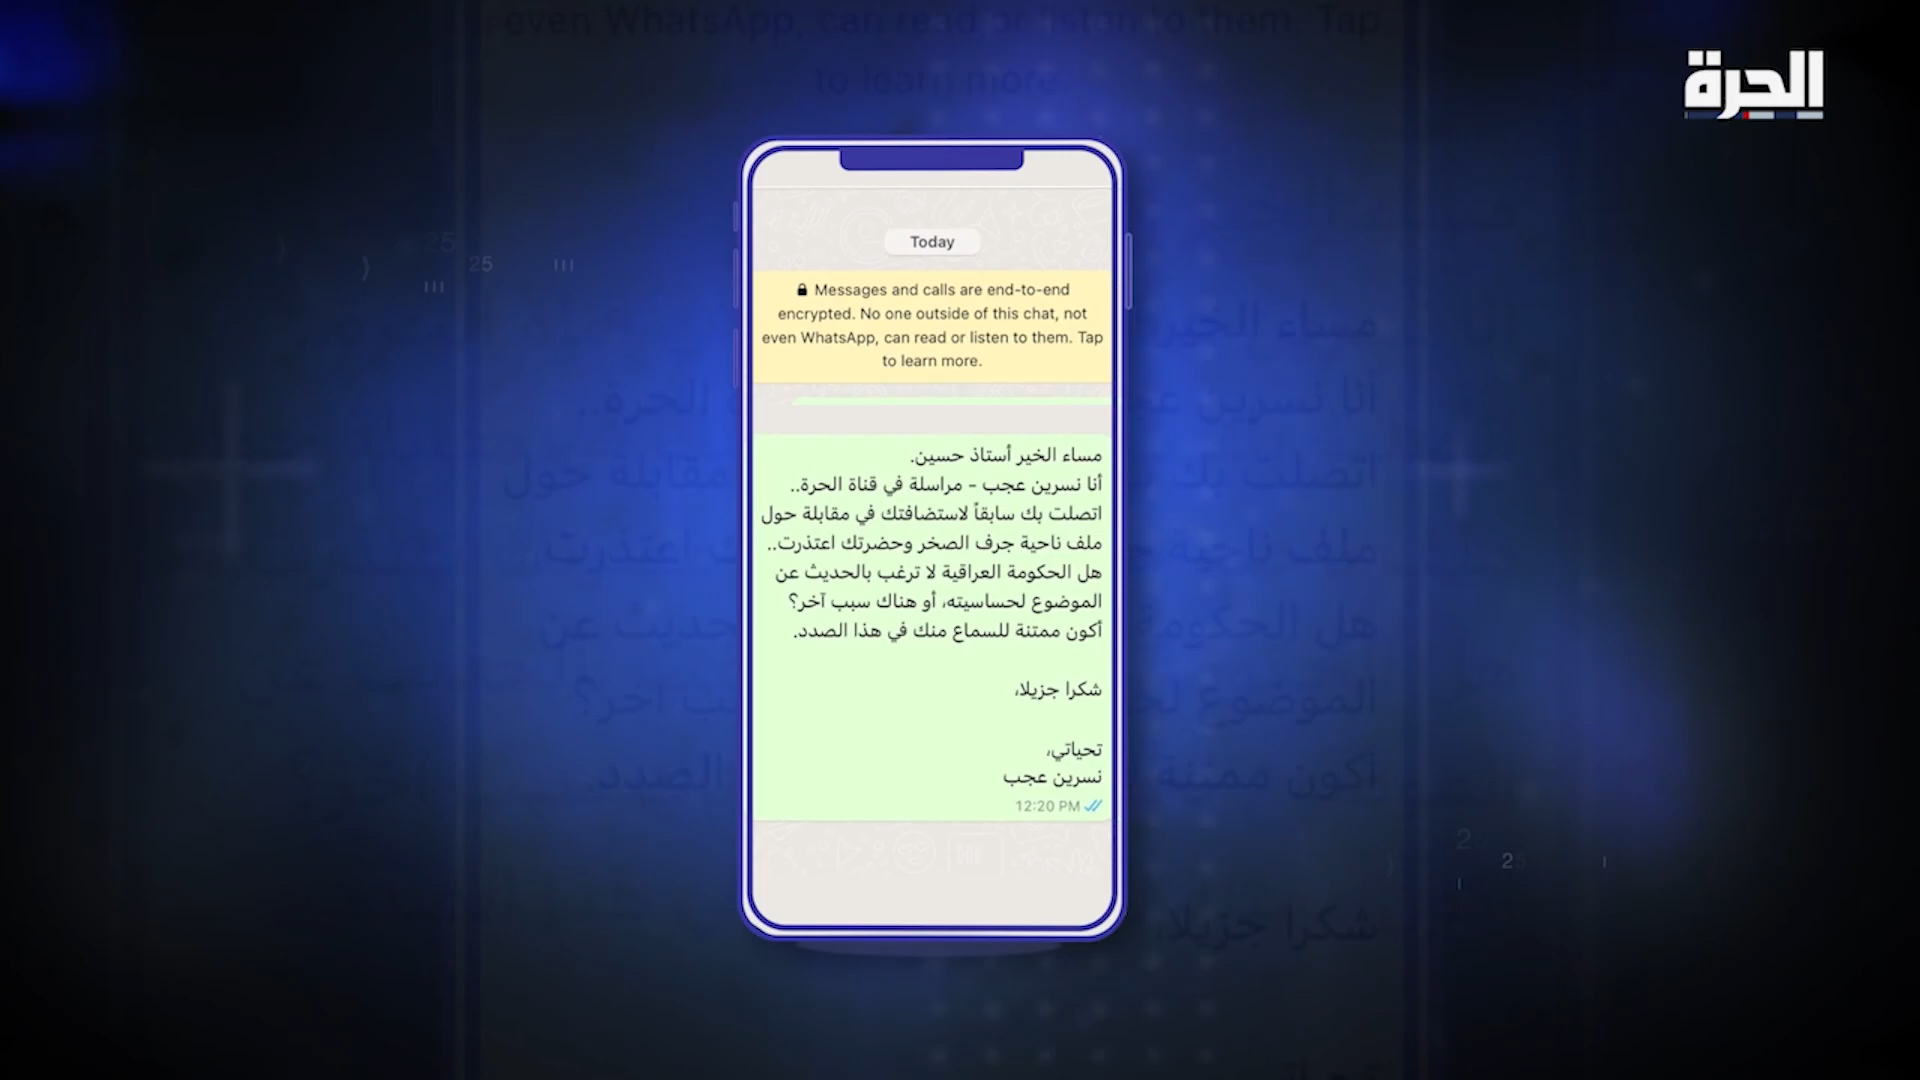 الحرة
Today
Messages and calls are end-to-end
encrypted. No one outside of this chat, not
even WhatsApp, can read or listen to them. Tap
to learn more.
مساء الخير أستاذ حسين.
أنا نسرين عجب - مراسلة في قناة الحرة..
اتصلت بك سابقاً لاستضافتك في مقابلة حول
ملف ناحية جرف الصخر وحضرتك اعتذرت..
هل الحكومة العراقية لا ترغب بالحديث عن
الموضوع لحساسيته، أو هناك سبب آخر؟
أكون ممتنة للسماع منك في هذا الصدد.
شكرا جزيلا،
تحياتي،
نسرين عجب
12:20 PM